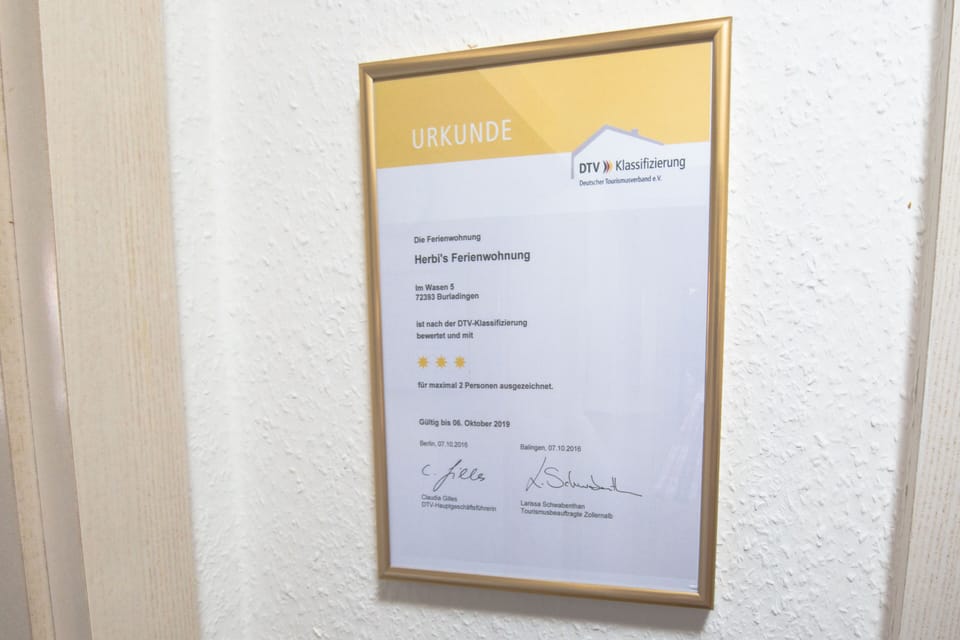 URKUNDE
DTV Klassifizierung
Deutscher Tourismusverband e.V.
Die Ferienwohnung
Herbi's Ferienwohnung
Im Wasen 5
72393 Burladingen
ist nach der DTV-Klassifizierung
bewertet und mit
für maximal 2 Personen ausgezeichnet.
Gültig bis 06. Oktober 2019
Berlin, 07.10.2016
Balingen, 07.10.2016
C. Gilles
L. Schwabenthan
Claudia Gilles
DTV-Hauptgeschäftsführerin
Larissa Schwabenthan
Tourismusbeauftragte Zollernalb